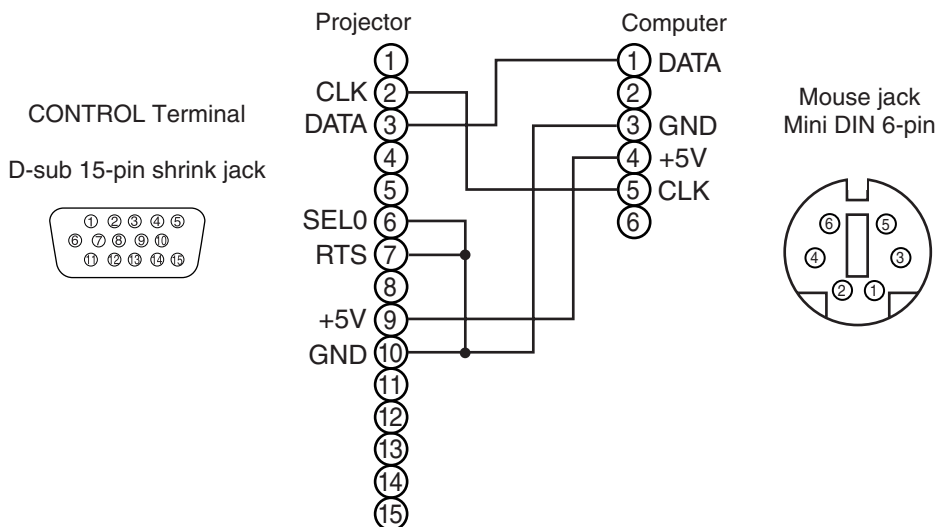 Projector
Computer
CONTROL Terminal
D-sub 15-pin shrink jack
1 2 3 4 5
6 7 8 9 10
11 12 13 14 15
1
CLK 2
DATA 3
4
5
SEL0 6
RTS 7
8
+5V 9
GND 10
11
12
13
14
15
1 DATA
2
3 GND
4 +5V
5 CLK
6
Mouse jack
Mini DIN 6-pin
6 5
4 3
2 1